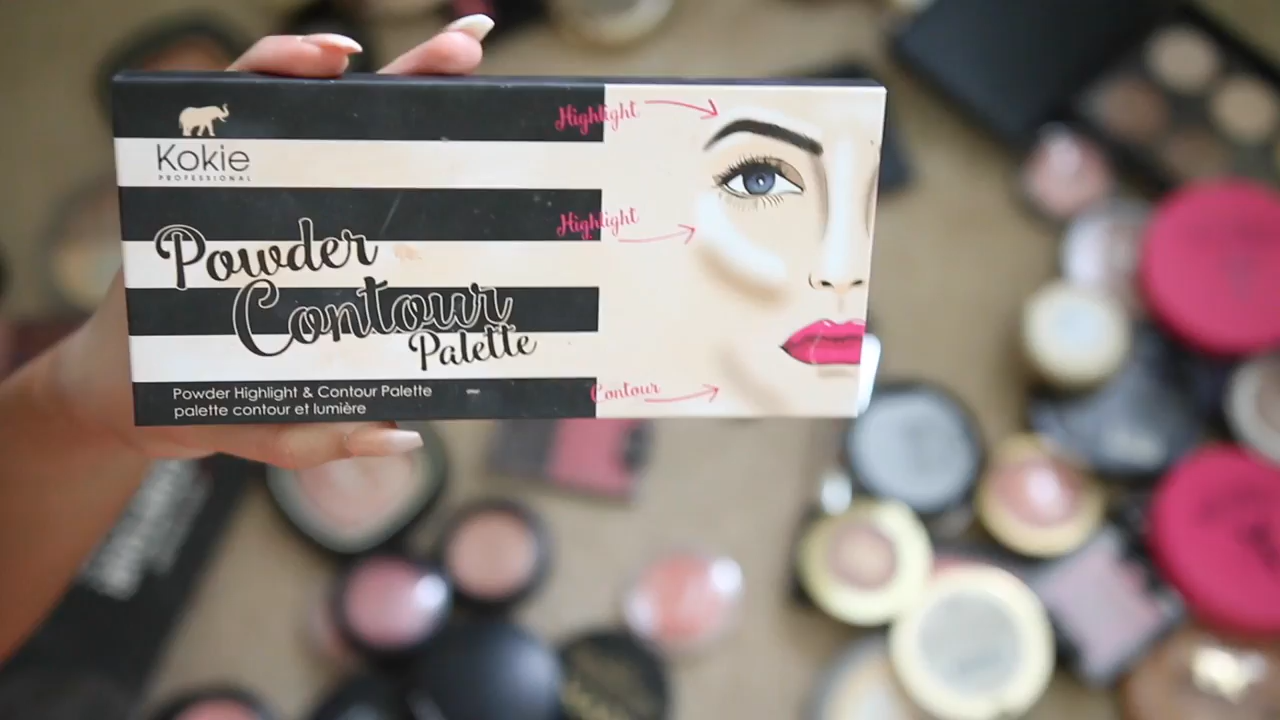 Kokie
PROFESSIONAL
Powder
Contour
Palette
Powder Highlight & Contour Palette
palette contour et lumière
Highlight
Highlight
Contour